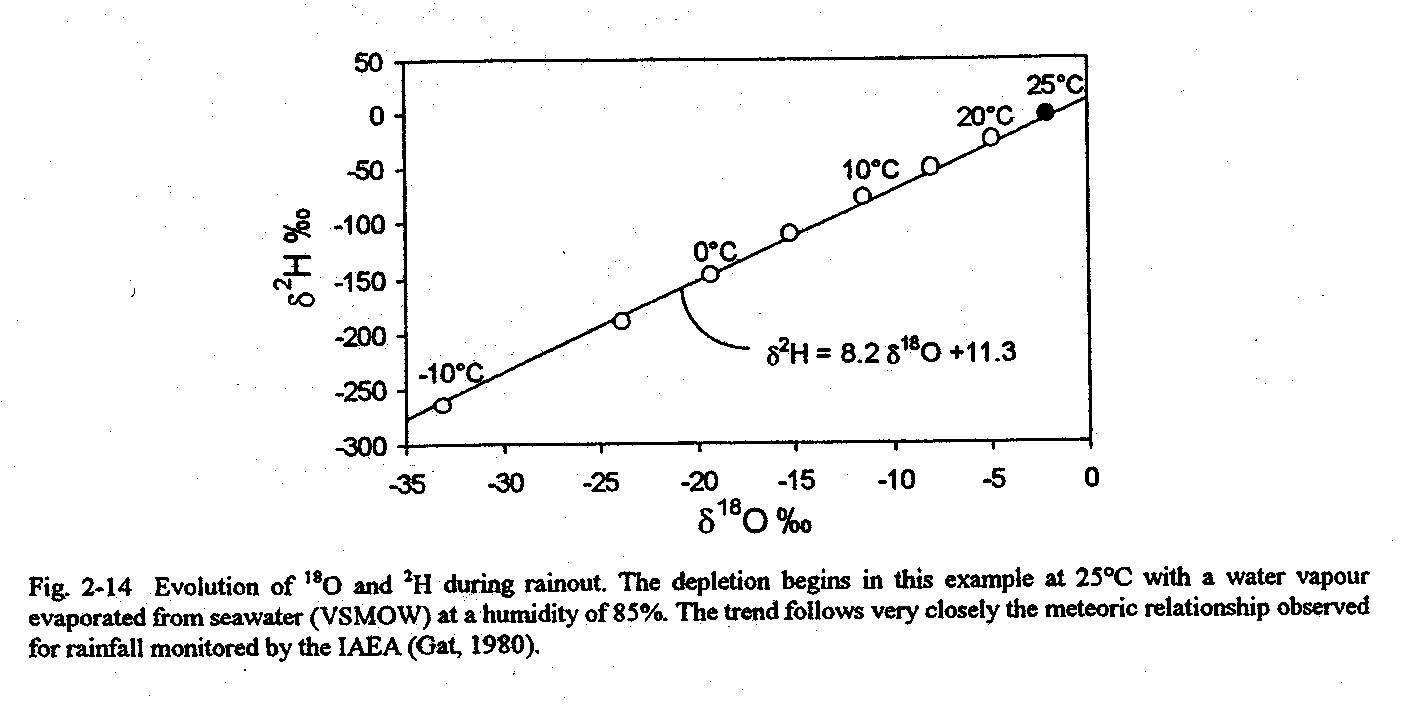 50
25°C
0
20°C
-50
10°C
-100
0°C
-150
-200
-10°C
-250
-300
δ²H ‰
δ²H = 8.2 δ¹⁸O +11.3
-35 -30 -25 -20 -15 -10 -5 0
δ¹⁸O ‰
Fig. 2-14 Evolution of ¹⁸O and ²H during rainout. The depletion begins in this example at 25°C with a water vapour
evaporated from seawater (VSMOW) at a humidity of 85%. The trend follows very closely the meteoric relationship observed
for rainfall monitored by the IAEA (Gat, 1980).